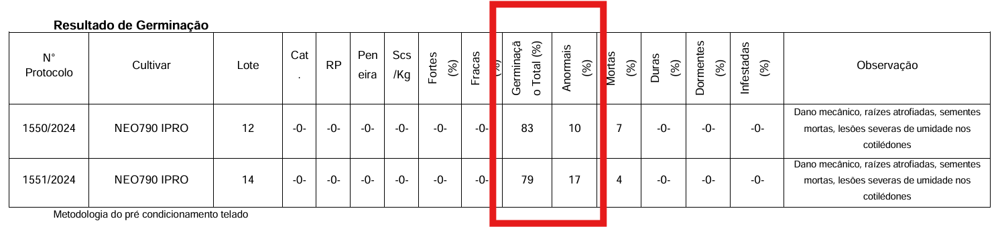 Resultado de Germinação
N° Protocolo Cultivar Lote Cat . RP Pen eira Scs /Kg Fortes (%) Fracas (%) Germinaçã o Total (%) Anormais (%) Mortas (%) Duras (%) Dormentes (%) Infestadas (%) Observação
1550/2024 NEO790 IPRO 12 -0- -0- -0- -0- -0- -0- 83 10 7 -0- -0- -0- Dano mecânico, raízes atrofiadas, sementes
mortas, lesões severas de umidade nos
cotilédones
1551/2024 NEO790 IPRO 14 -0- -0- -0- -0- -0- -0- 79 17 4 -0- -0- -0- Dano mecânico, raízes atrofiadas, sementes
mortas, lesões severas de umidade nos
cotilédones
Metodologia do pré condicionamento telado